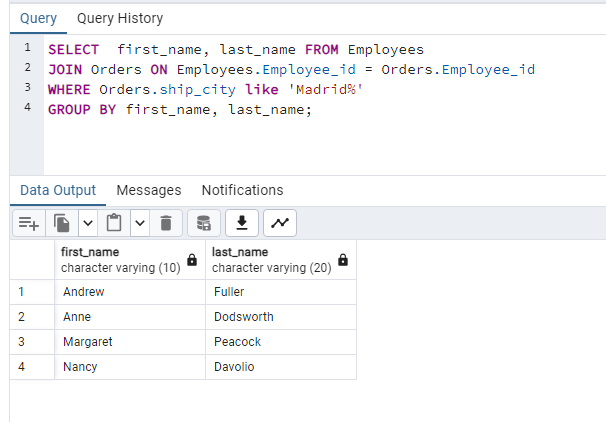 Query Query History
1 SELECT  first_name, last_name FROM Employees
2 JOIN Orders ON Employees.Employee_id = Orders.Employee_id
3 WHERE Orders.ship_city like 'Madrid%'
4 GROUP BY first_name, last_name;
Data Output Messages Notifications
first_name last_name
character varying (10) character varying (20)
1 Andrew Fuller
2 Anne Dodsworth
3 Margaret Peacock
4 Nancy Davolio